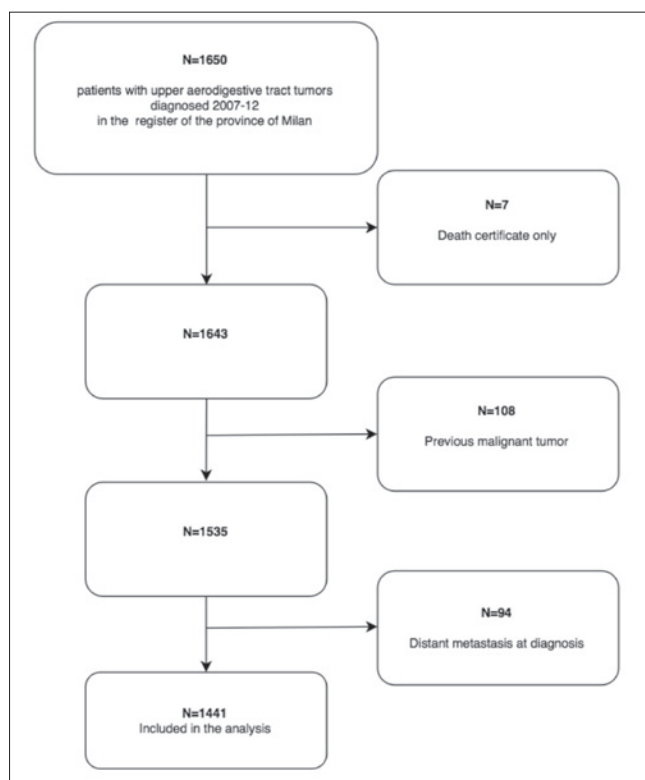 N=1650
patients with upper aerodigestive tract tumors
diagnosed 2007-12
in the register of the province of Milan
N=7
Death certificate only
N=1643
N=108
Previous malignant tumor
N=1535
N=94
Distant metastasis at diagnosis
N=1441
Included in the analysis